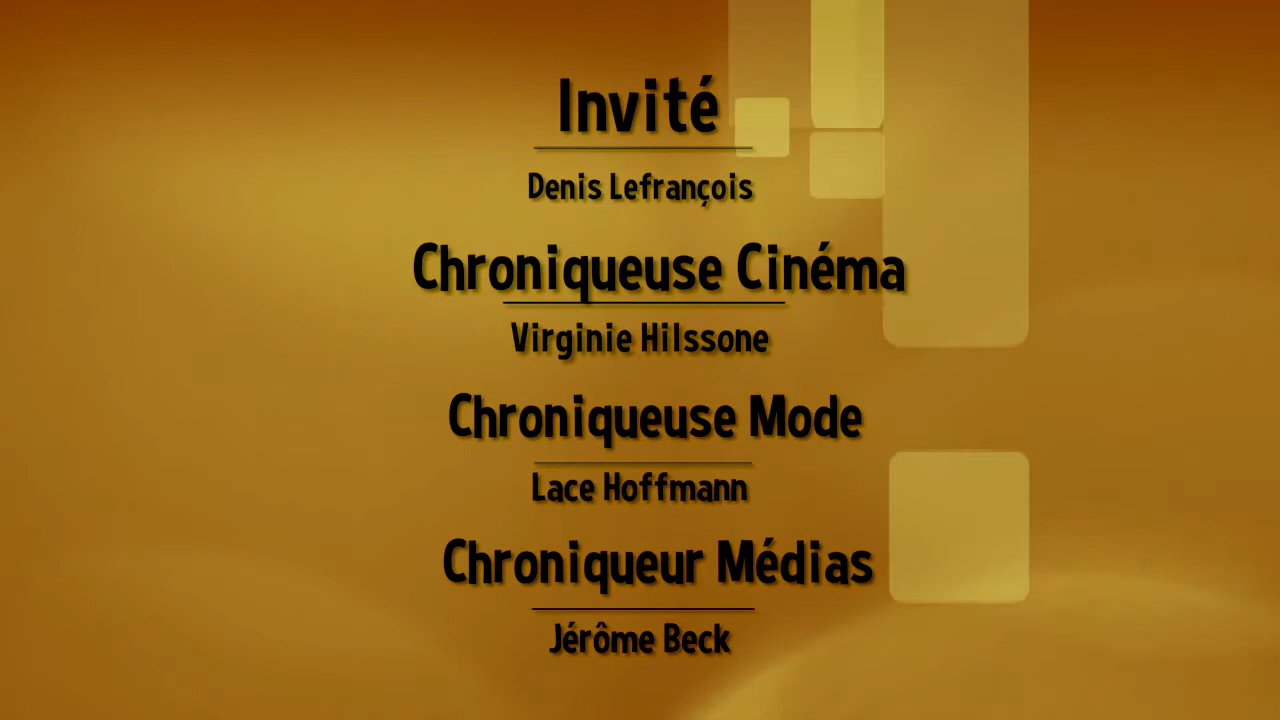 Invité
Denis Lefrançois
Chroniqueuse Cinéma
Virginie Hilssone
Chroniqueuse Mode
Lace Hoffmann
Chroniqueur Médias
Jérôme Beck